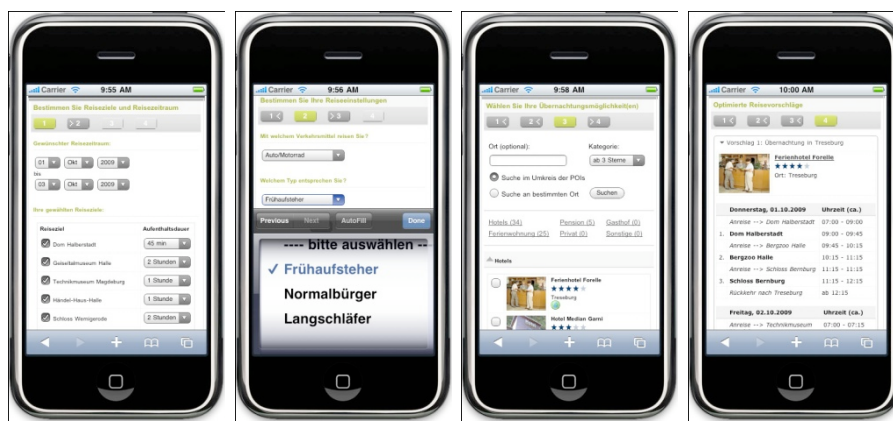 Carrier 9:55 AM
Bestimmen Sie Reiseziele und Reisezeitraum
1 > 2 3 4
Gewünschter Reisezeitraum:
01 Okt 2009
bis
03 Okt 2009
Ihre gewählten Reiseziele:
Reiseziel Aufenthaltsdauer
Dom Halberstadt 45 min
Geiseltalmuseum Halle 2 Stunden
Technikmuseum Magdeburg 1 Stunde
Händel-Haus-Halle 1 Stunde
Schloss Wernigerode 2 Stunden
Carrier 9:56 AM
Bestimmen Sie Ihre Reiseeinstellungen
1 < 2 > 3 4
Mit welchem Verkehrsmittel reisen Sie?
Auto/Motorrad
Welchem Typ entsprechen Sie?
Frühaufsteher
Previous Next AutoFill Done
---- bitte auswählen --
✓ Frühaufsteher
Normalbürger
Langschläfer
Carrier 9:58 AM
Wählen Sie Ihre Übernachtungsmöglichkeit(en)
1 < 2 < 3 > 4
Ort (optional): Kategorie:
ab 3 Sterne
Suche im Umkreis der POIs
Suche an bestimmten Ort Suchen
Hotels (34) Pension (5) Gasthof (0)
Ferienwohnung (25) Privat (0) Sonstige (0)
Hotels
Ferienhotel Forelle
Treseburg
Hotel Median Garni
Carrier 10:00 AM
Optimierte Reisevorschläge
1 < 2 < 3 < 4
Vorschlag 1: Übernachtung in Treseburg
Ferienhotel Forelle
Ort: Treseburg
Donnerstag, 01.10.2009 Uhrzeit (ca.)
Anreise --> Dom Halberstadt 07:00 - 09:00
1. Dom Halberstadt 09:00 - 09:45
Anreise --> Bergzoo Halle 09:45 - 10:15
2. Bergzoo Halle 10:15 - 11:15
Anreise --> Schloss Bernburg 11:15 - 11:15
3. Schloss Bernburg 11:15 - 12:15
Rückkehr nach Treseburg ab 12:15
Freitag, 02.10.2009 Uhrzeit (ca.)
Anreise --> Technikmuseum 07:00 - 07:15